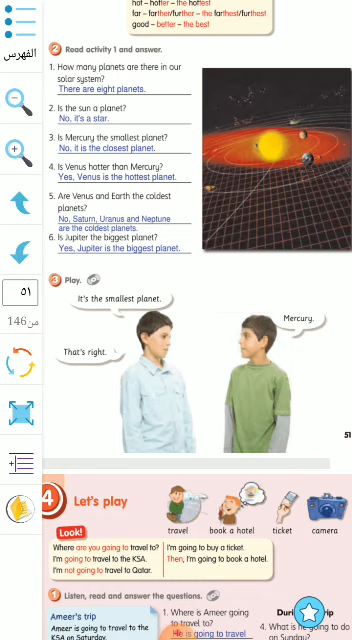 hot – hotter – the hottest
far – farther/further – the farthest/furthest
good – better – the best
الفهرس
2 Read activity 1 and answer.
1. How many planets are there in our
solar system?
There are eight planets.
2. Is the sun a planet?
No, it's a star.
3. Is Mercury the smallest planet?
No, it is the closest planet.
4. Is Venus hotter than Mercury?
Yes, Venus is the hottest planet.
5. Are Venus and Earth the coldest
planets?
No, Saturn, Uranus and Neptune
are the coldest planets.
6. Is Jupiter the biggest planet?
Yes, Jupiter is the biggest planet.
٥١
من 146
3 Play.
It's the smallest planet.
Mercury.
That's right.
51
4 Let's play
travel
book a hotel
ticket
camera
Look!
Where are you going to travel to?
I'm going to travel to the KSA.
I'm not going to travel to Qatar.
I'm going to buy a ticket.
Then, I'm going to book a hotel.
1 Listen, read and answer the questions.
Ameer's trip
Ameer is going to travel to the
KSA on Saturday.
1. Where is Ameer going
to travel to?
He is going to travel
4. What is he going to do
on Sunday?